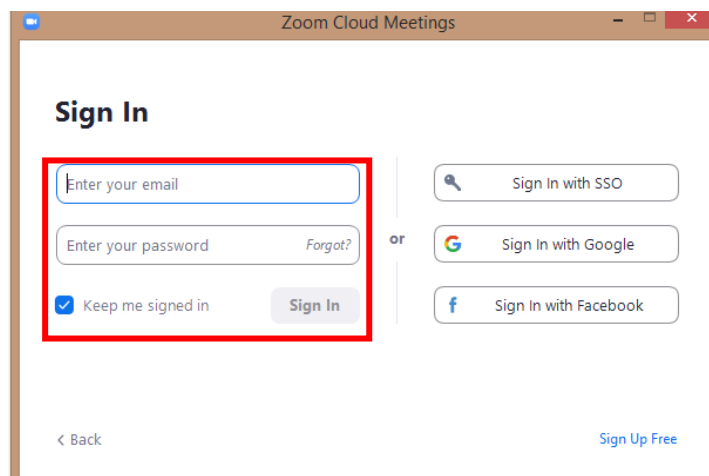 Zoom Cloud Meetings
Sign In
Enter your email
Enter your password Forgot?
Keep me signed in Sign In
or
Sign In with SSO
Sign In with Google
Sign In with Facebook
< Back
Sign Up Free